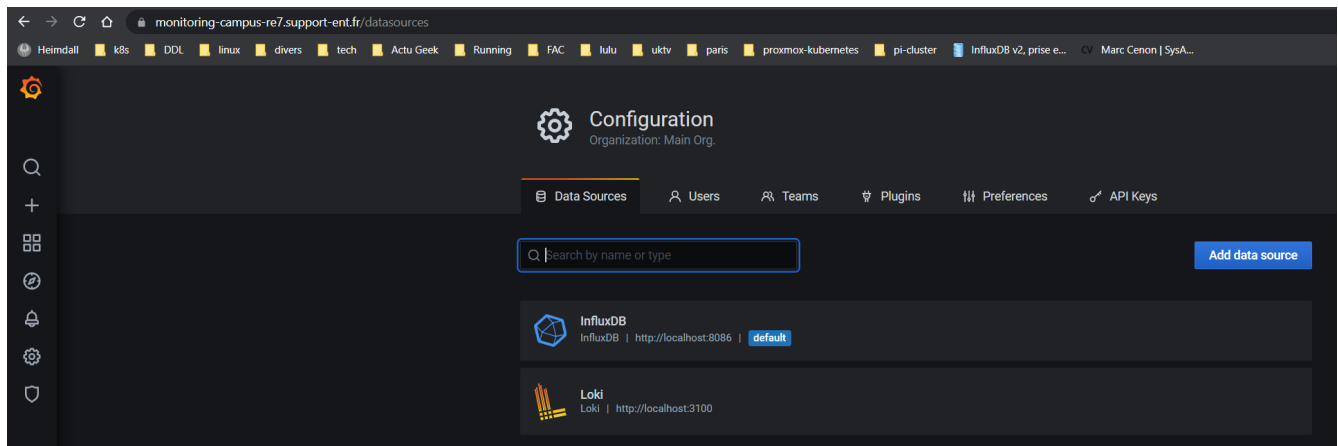 monitoring-campus-re7.support-ent.fr/datasources
Heimdall k8s DDL linux divers tech Actu Geek Running FAC lulu uktv paris proxmox-kubernetes pi-cluster InfluxDB v2, prise e... CV Marc Cenon | SysA...
Configuration
Organization: Main Org.
Data Sources Users Teams Plugins Preferences API Keys
Search by name or type Add data source
InfluxDB
InfluxDB | http://localhost:8086 | default
Loki
Loki | http://localhost:3100